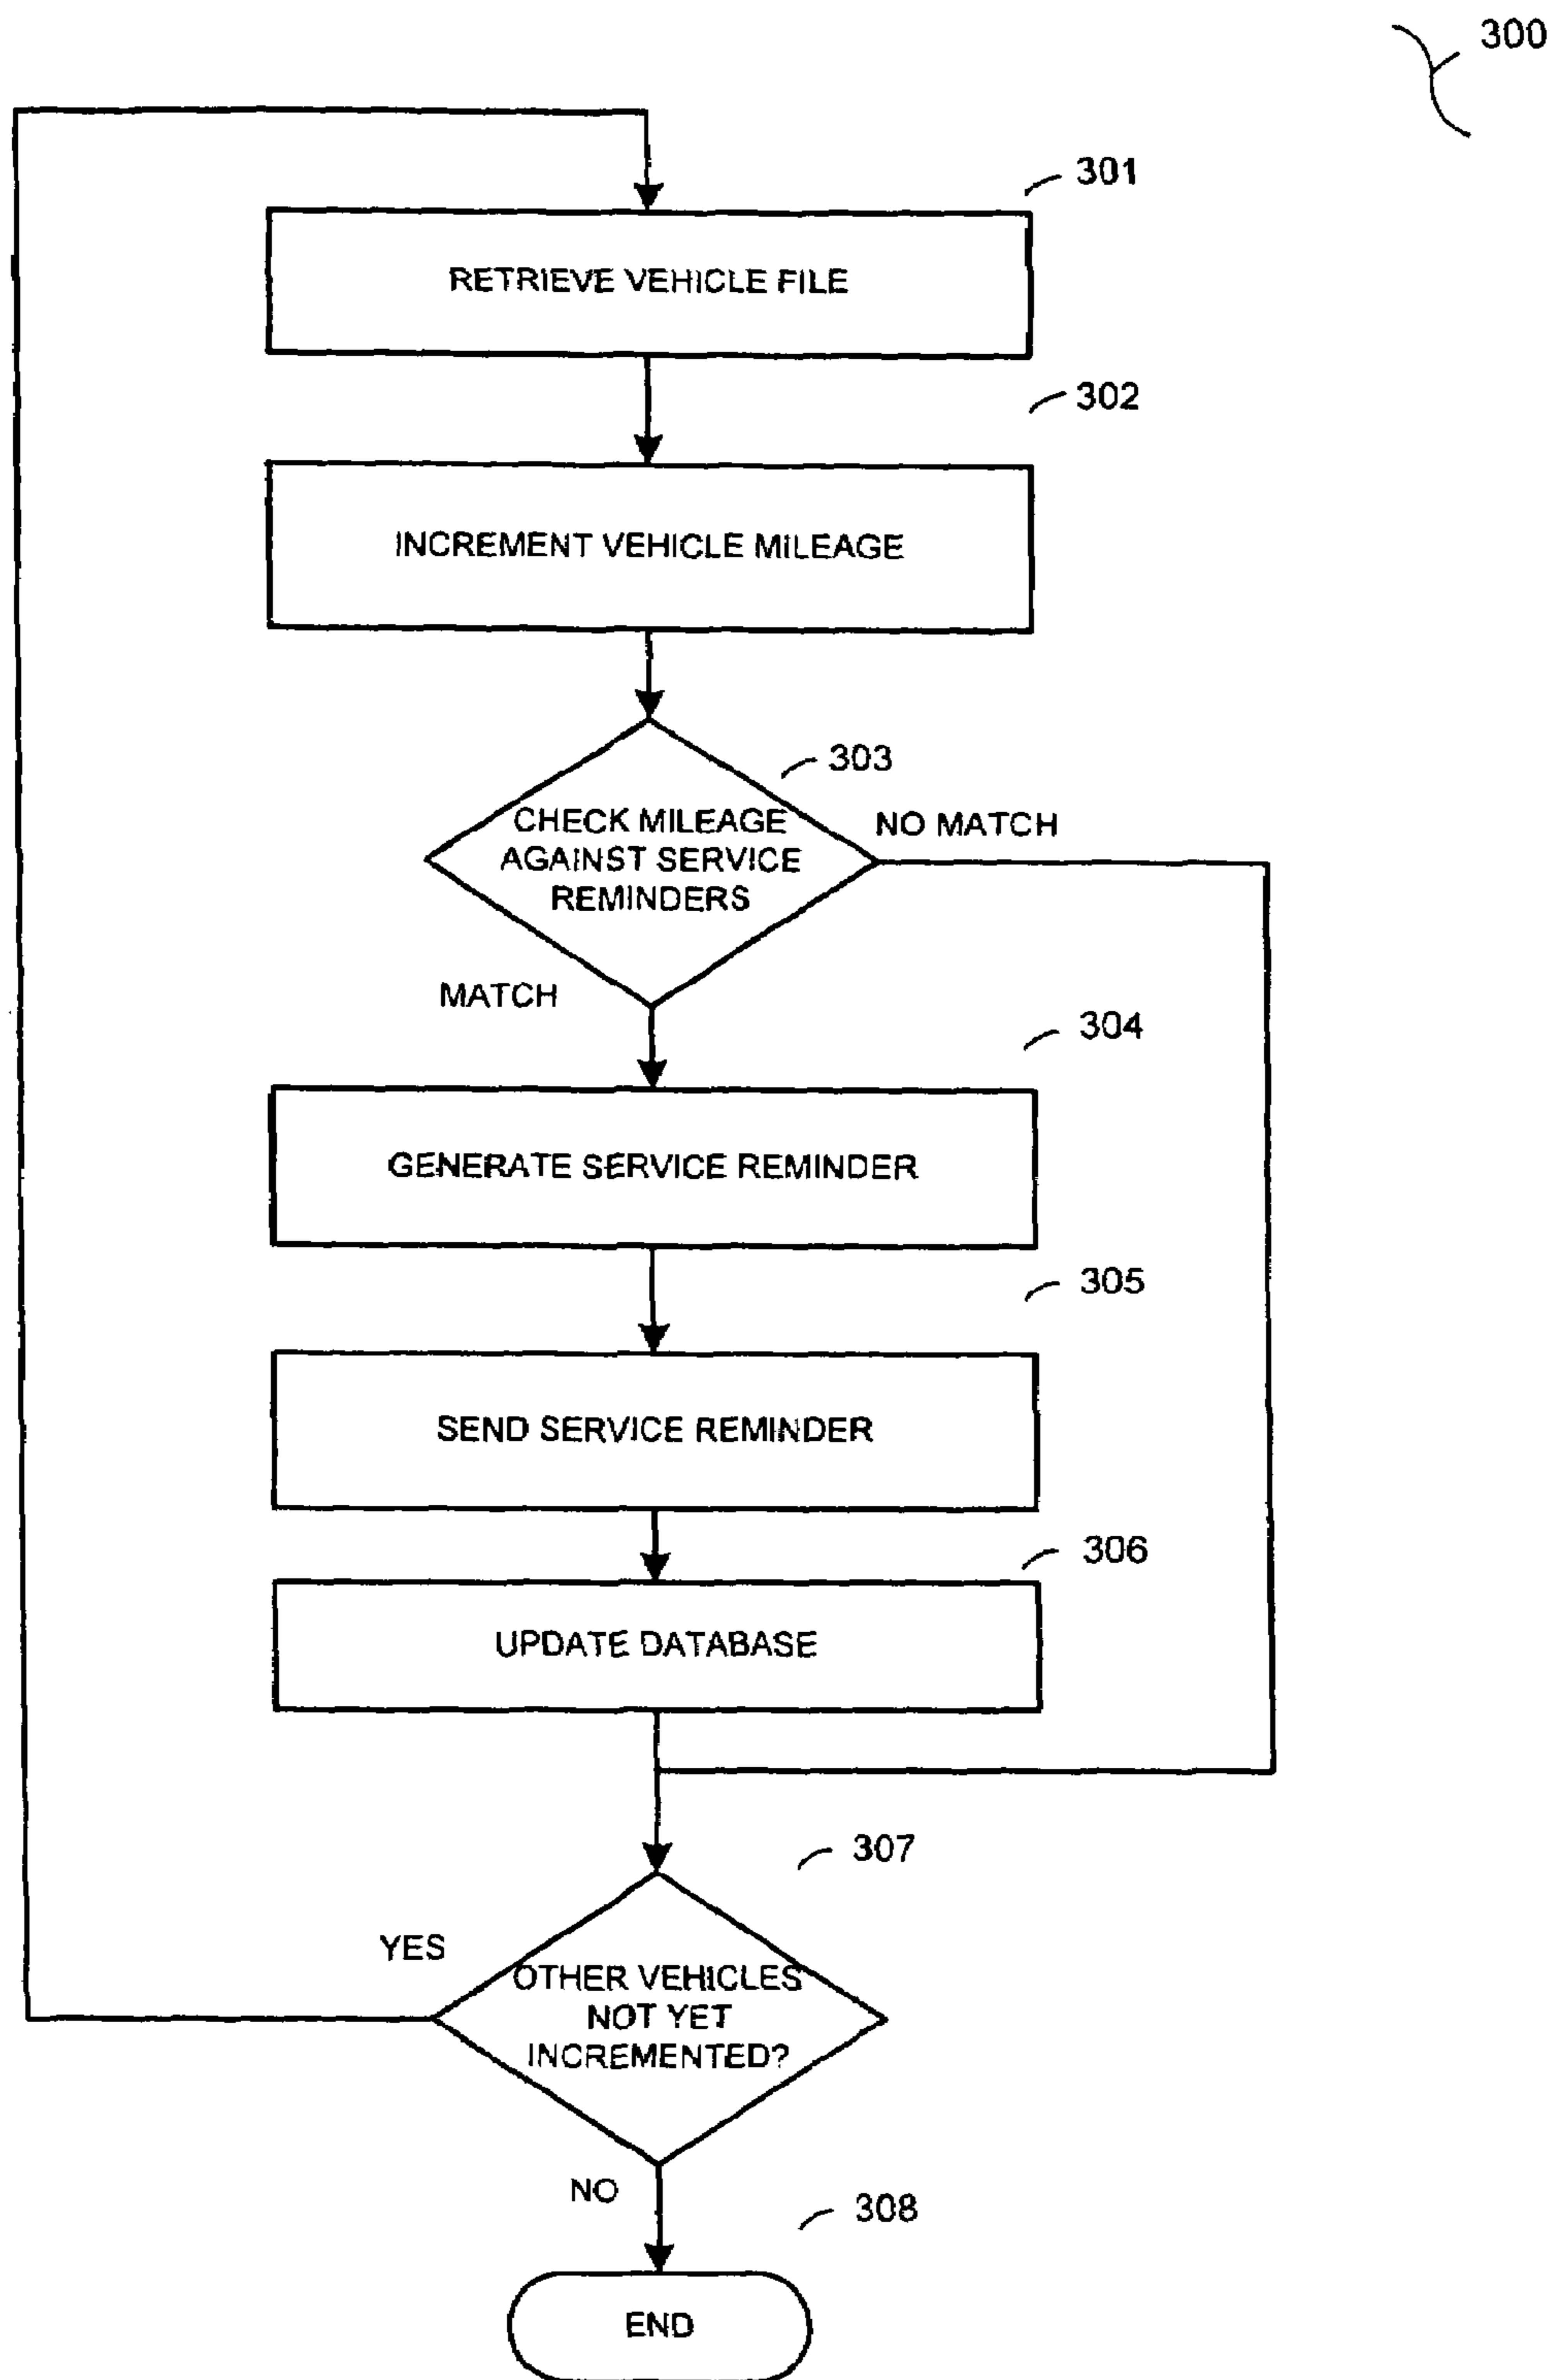 300
301
RETRIEVE VEHICLE FILE
302
INCREMENT VEHICLE MILEAGE
303
CHECK MILEAGE
AGAINST SERVICE
REMINDERS
NO MATCH
MATCH
304
GENERATE SERVICE REMINDER
305
SEND SERVICE REMINDER
306
UPDATE DATABASE
307
YES
OTHER VEHICLES
NOT YET
INCREMENTED?
NO
308
END